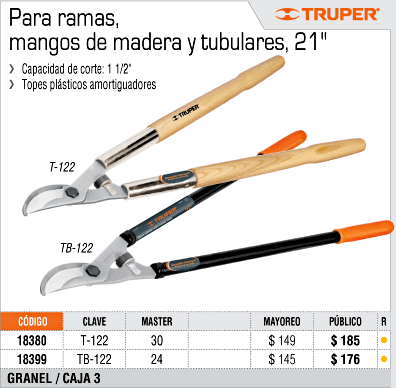 Para ramas,
mangos de madera y tubulares, 21"
TRUPER®
❯ Capacidad de corte: 1 1/2"
❯ Topes plásticos amortiguadores
TRUPER
T-122
TRUPER
TB-122
CÓDIGO CLAVE MASTER MAYOREO PÚBLICO R
18380 T-122 30 $ 149 $ 185 ●
18399 TB-122 24 $ 145 $ 176 ●
GRANEL / CAJA 3